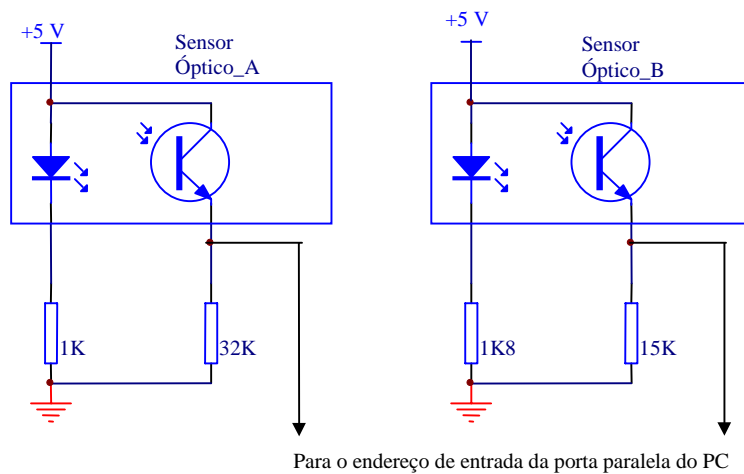 +5 V
Sensor
Óptico_A
1K
32K
+5 V
Sensor
Óptico_B
1K8
15K
Para o endereço de entrada da porta paralela do PC